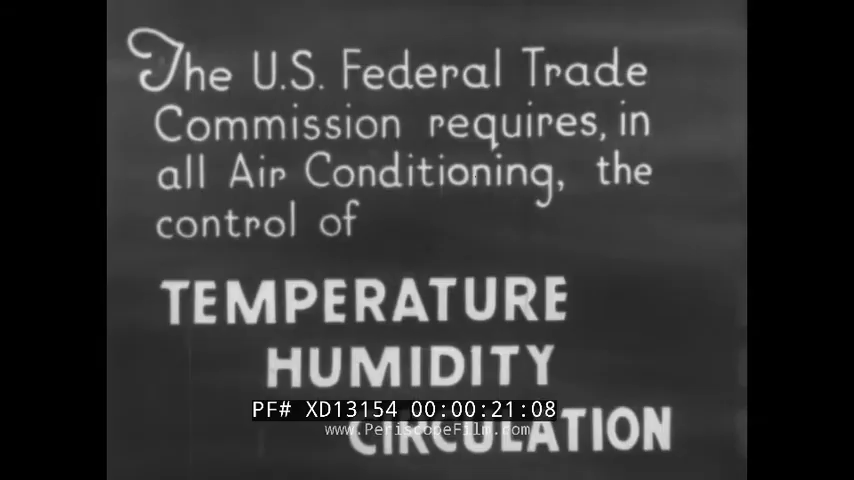 The U.S. Federal Trade
Commission requires, in
all Air Conditioning, the
control of
TEMPERATURE
HUMIDITY
PF# XD13154 00:00:21:08
CIRCULATION
www.PeriscopeFilm.com